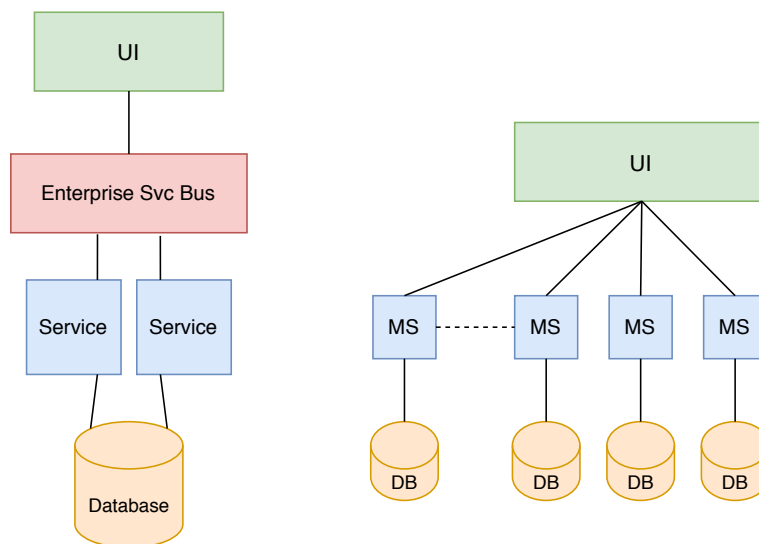 UI
Enterprise Svc Bus
Service Service
Database
UI
MS MS MS MS
DB DB DB DB